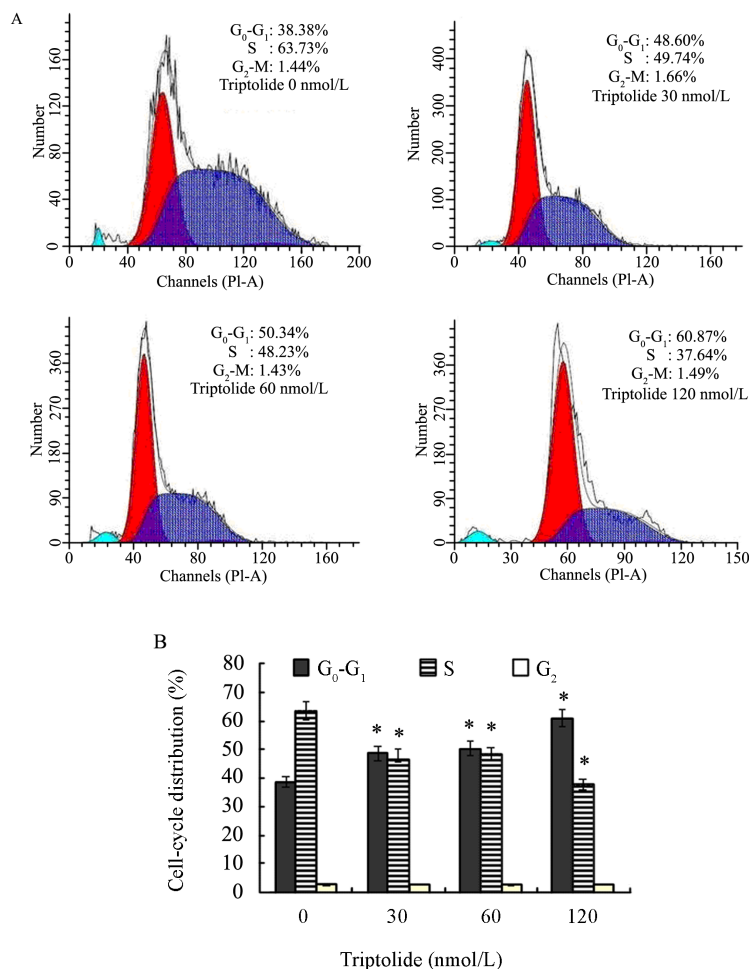 A
G0-G1: 38.38%
S : 63.73%
G2-M: 1.44%
Triptolide 0 nmol/L
Number
160
120
80
40
0
0 40 80 120 160 200
Channels (Pl-A)
G0-G1: 48.60%
S : 49.74%
G2-M: 1.66%
Triptolide 30 nmol/L
Number
400
300
200
100
0
0 40 80 120 160
Channels (Pl-A)
G0-G1: 50.34%
S : 48.23%
G2-M: 1.43%
Triptolide 60 nmol/L
Number
360
270
180
90
0
0 40 80 120 160
Channels (Pl-A)
G0-G1: 60.87%
S : 37.64%
G2-M: 1.49%
Triptolide 120 nmol/L
Number
360
270
180
90
0
0 30 60 90 120 150
Channels (Pl-A)
B
G0-G1 S G2
Cell-cycle distribution (%)
80
70
60
50
40
30
20
10
0
* * * * * *
0 30 60 120
Triptolide (nmol/L)